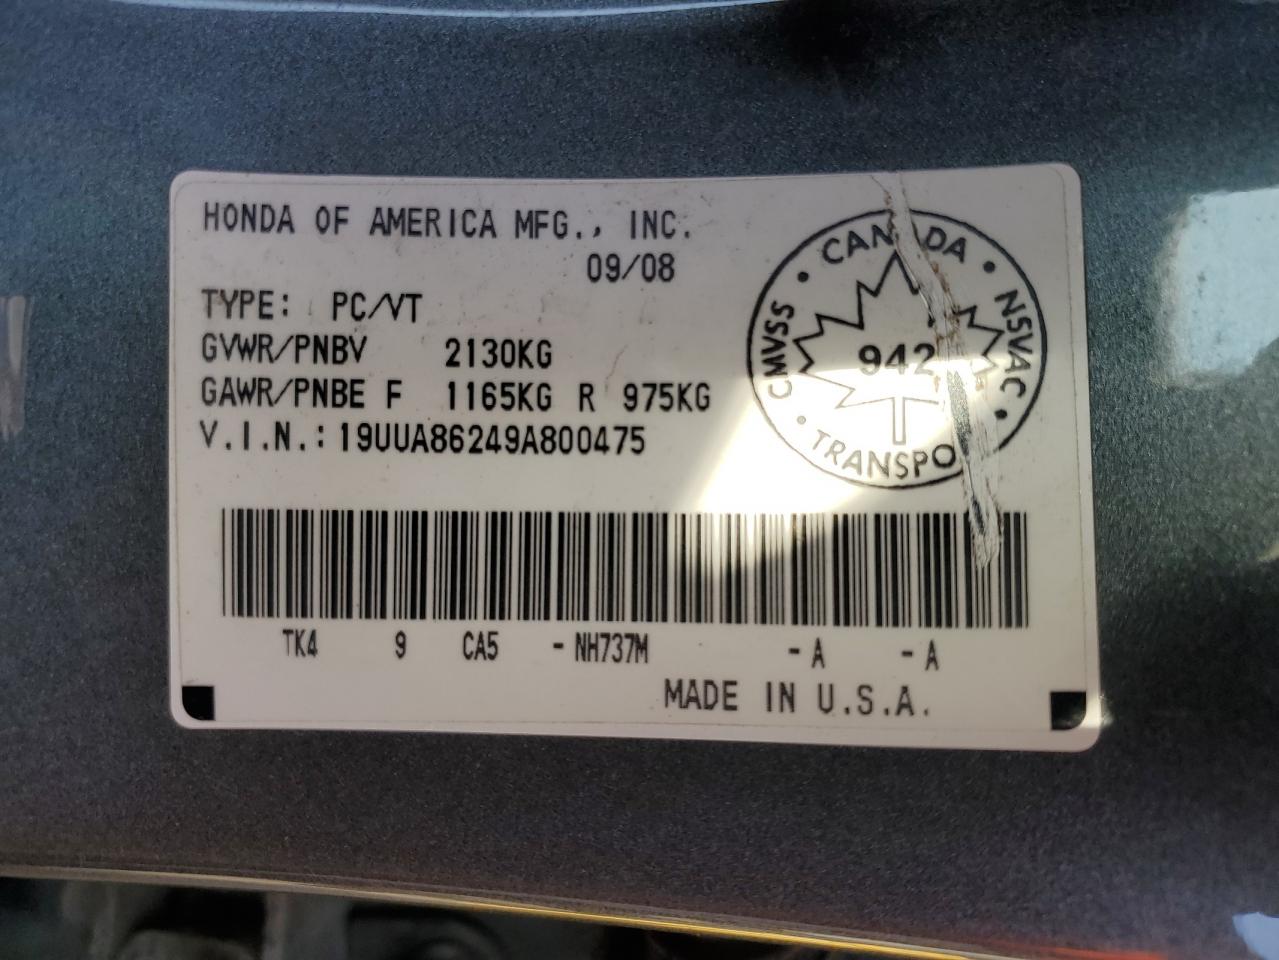 HONDA OF AMERICA MFG., INC.
09/08
TYPE: PC/VT
GVWR/PNBV 2130KG
GAWR/PNBE F 1165KG R 975KG
V.I.N.: 19UUA86249A800475
CANADA
NSVAC
CMVSS
942
TRANSPO
TK4 9 CA5 -NH737M -A -A
MADE IN U.S.A.